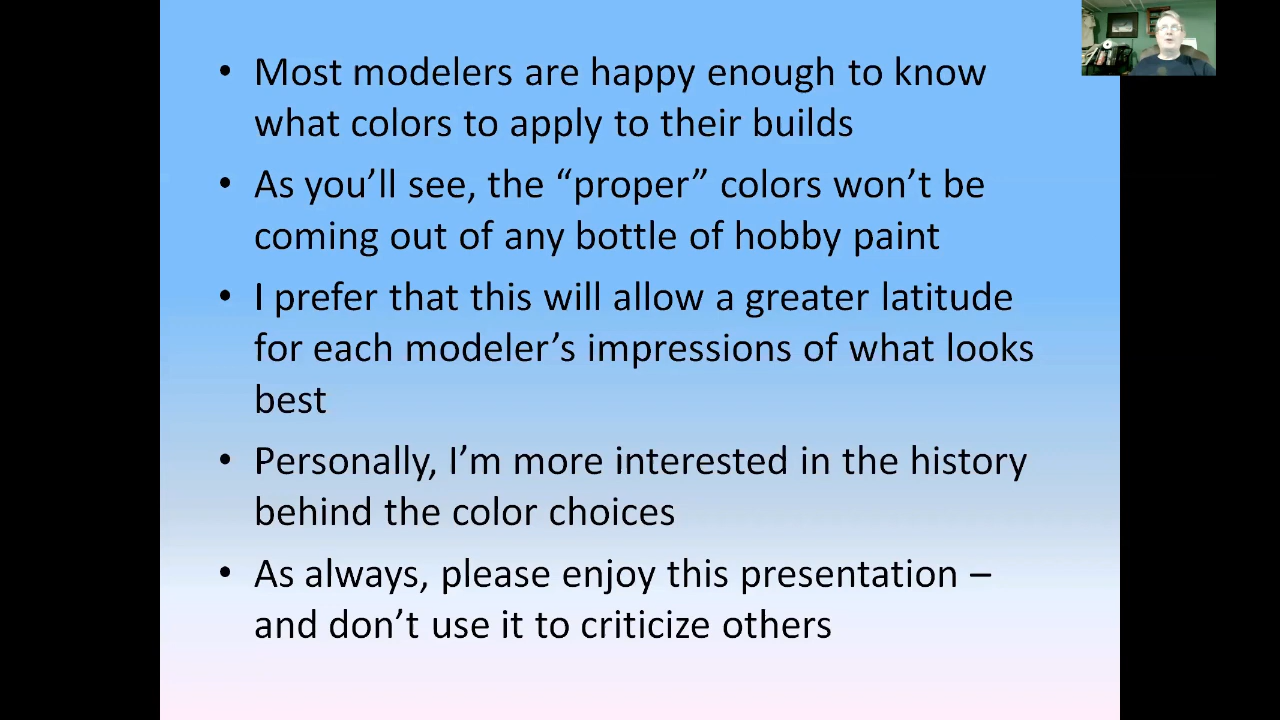 • Most modelers are happy enough to know
what colors to apply to their builds
• As you’ll see, the “proper” colors won’t be
coming out of any bottle of hobby paint
• I prefer that this will allow a greater latitude
for each modeler’s impressions of what looks
best
• Personally, I’m more interested in the history
behind the color choices
• As always, please enjoy this presentation –
and don’t use it to criticize others